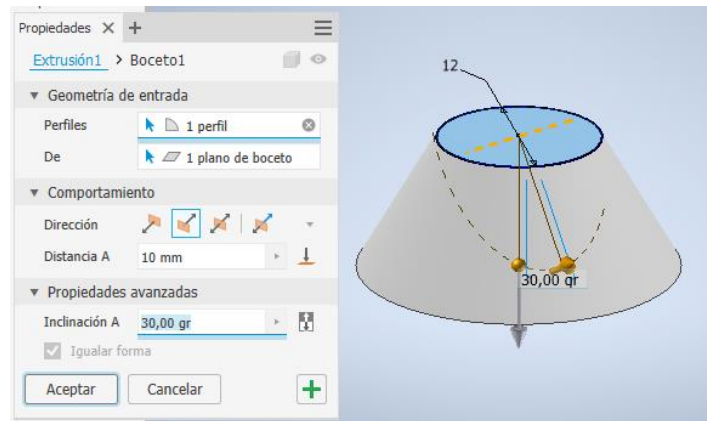 Propiedades × +
Extrusión1 > Boceto1
Geometría de entrada
Perfiles 1 perfil
De 1 plano de boceto
Comportamiento
Dirección
Distancia A 10 mm
Propiedades avanzadas
Inclinación A 30,00 gr
Igualar forma
Aceptar Cancelar +
12
30,00 gr